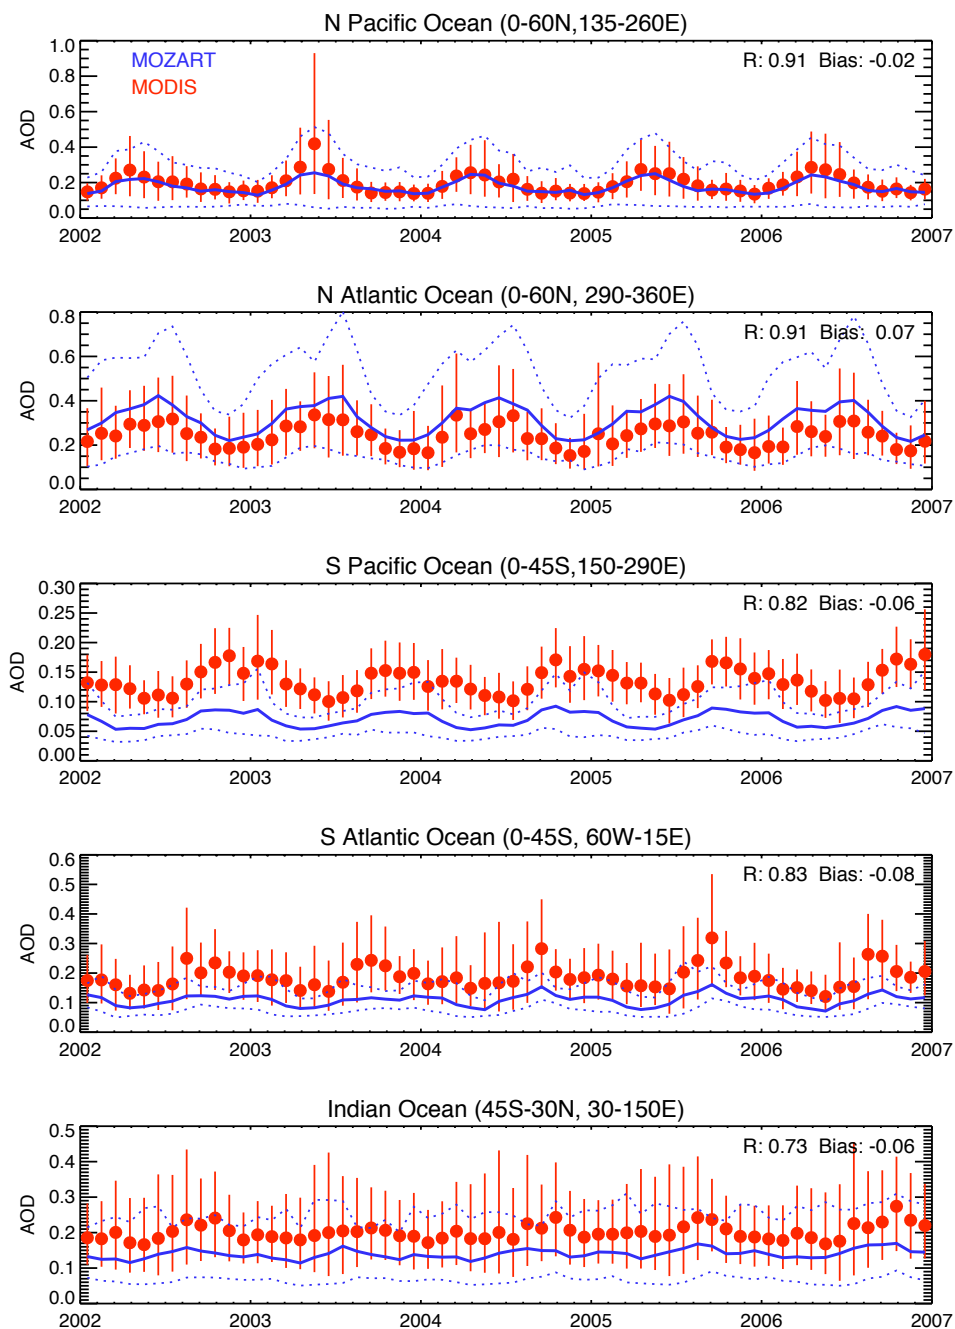 N Pacific Ocean (0-60N,135-260E)
1.0
0.8
0.6
0.4
0.2
0.0
AOD
MOZART
MODIS
R: 0.91 Bias: -0.02
2002 2003 2004 2005 2006 2007
N Atlantic Ocean (0-60N, 290-360E)
0.8
0.6
0.4
0.2
0.0
AOD
R: 0.91 Bias: 0.07
2002 2003 2004 2005 2006 2007
S Pacific Ocean (0-45S,150-290E)
0.30
0.25
0.20
0.15
0.10
0.05
0.00
AOD
R: 0.82 Bias: -0.06
2002 2003 2004 2005 2006 2007
S Atlantic Ocean (0-45S, 60W-15E)
0.6
0.5
0.4
0.3
0.2
0.1
0.0
AOD
R: 0.83 Bias: -0.08
2002 2003 2004 2005 2006 2007
Indian Ocean (45S-30N, 30-150E)
0.5
0.4
0.3
0.2
0.1
0.0
AOD
R: 0.73 Bias: -0.06
2002 2003 2004 2005 2006 2007